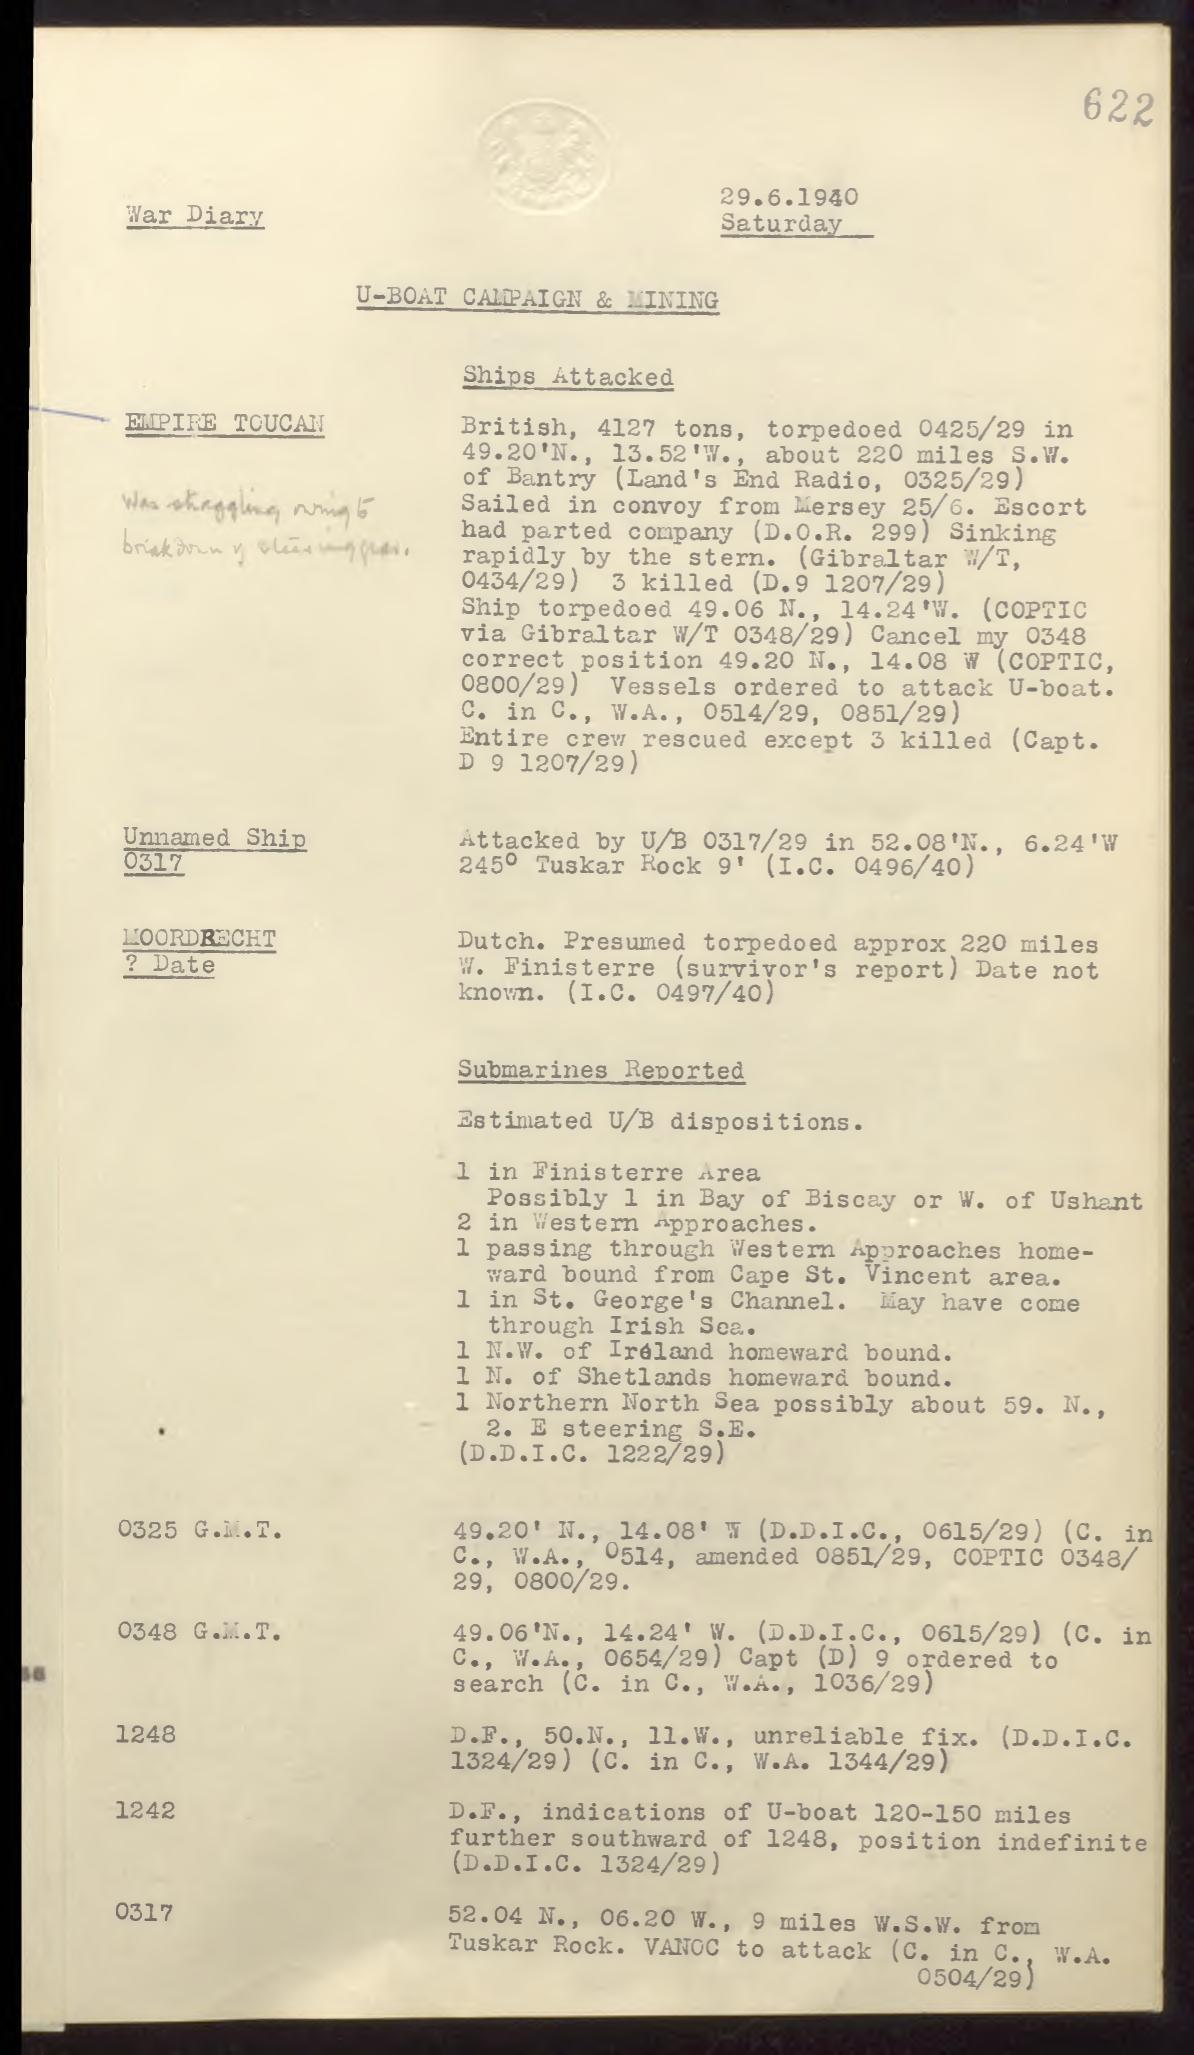 622
War Diary
29.6.1940
Saturday
U-BOAT CAMPAIGN & MINING
Ships Attacked
EMPIRE TOUCAN
Was straggling owing to
breakdown of steering gear.
British, 4127 tons, torpedoed 0425/29 in
49.20'N., 13.52'W., about 220 miles S.W.
of Bantry (Land's End Radio, 0325/29)
Sailed in convoy from Mersey 25/6. Escort
had parted company (D.O.R. 299) Sinking
rapidly by the stern. (Gibraltar W/T,
0434/29) 3 killed (D.9 1207/29)
Ship torpedoed 49.06 N., 14.24'W. (COPTIC
via Gibraltar W/T 0348/29) Cancel my 0348
correct position 49.20 N., 14.08 W (COPTIC,
0800/29) Vessels ordered to attack U-boat.
C. in C., W.A., 0514/29, 0851/29)
Entire crew rescued except 3 killed (Capt.
D 9 1207/29)
Unnamed Ship
0317
Attacked by U/B 0317/29 in 52.08'N., 6.24'W
245° Tuskar Rock 9' (I.C. 0496/40)
MOORDRECHT
? Date
Dutch. Presumed torpedoed approx 220 miles
W. Finisterre (survivor's report) Date not
known. (I.C. 0497/40)
Submarines Reported
Estimated U/B dispositions.
1 in Finisterre Area
Possibly 1 in Bay of Biscay or W. of Ushant
2 in Western Approaches.
1 passing through Western Approaches home-
ward bound from Cape St. Vincent area.
1 in St. George's Channel. May have come
through Irish Sea.
1 N.W. of Ireland homeward bound.
1 N. of Shetlands homeward bound.
1 Northern North Sea possibly about 59. N.,
2. E steering S.E.
(D.D.I.C. 1222/29)
0325 G.M.T.
49.20' N., 14.08' W (D.D.I.C., 0615/29) (C. in
C., W.A., 0514, amended 0851/29, COPTIC 0348/
29, 0800/29.
0348 G.M.T.
49.06'N., 14.24' W. (D.D.I.C., 0615/29) (C. in
C., W.A., 0654/29) Capt (D) 9 ordered to
search (C. in C., W.A., 1036/29)
1248
D.F., 50.N., 11.W., unreliable fix. (D.D.I.C.
1324/29) (C. in C., W.A. 1344/29)
1242
D.F., indications of U-boat 120-150 miles
further southward of 1248, position indefinite
(D.D.I.C. 1324/29)
0317
52.04 N., 06.20 W., 9 miles W.S.W. from
Tuskar Rock. VANOC to attack (C. in C., W.A.
0504/29)